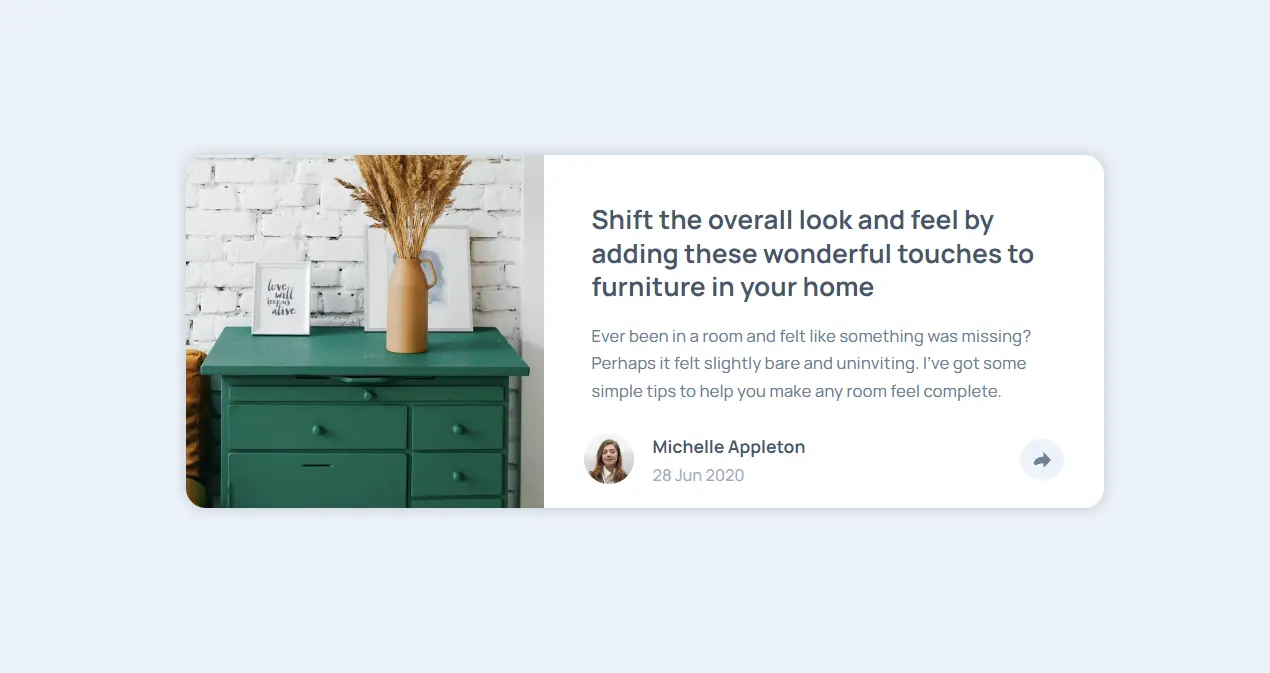 love
will
keep us
alive
Shift the overall look and feel by
adding these wonderful touches to
furniture in your home
Ever been in a room and felt like something was missing?
Perhaps it felt slightly bare and uninviting. I've got some
simple tips to help you make any room feel complete.
Michelle Appleton
28 Jun 2020